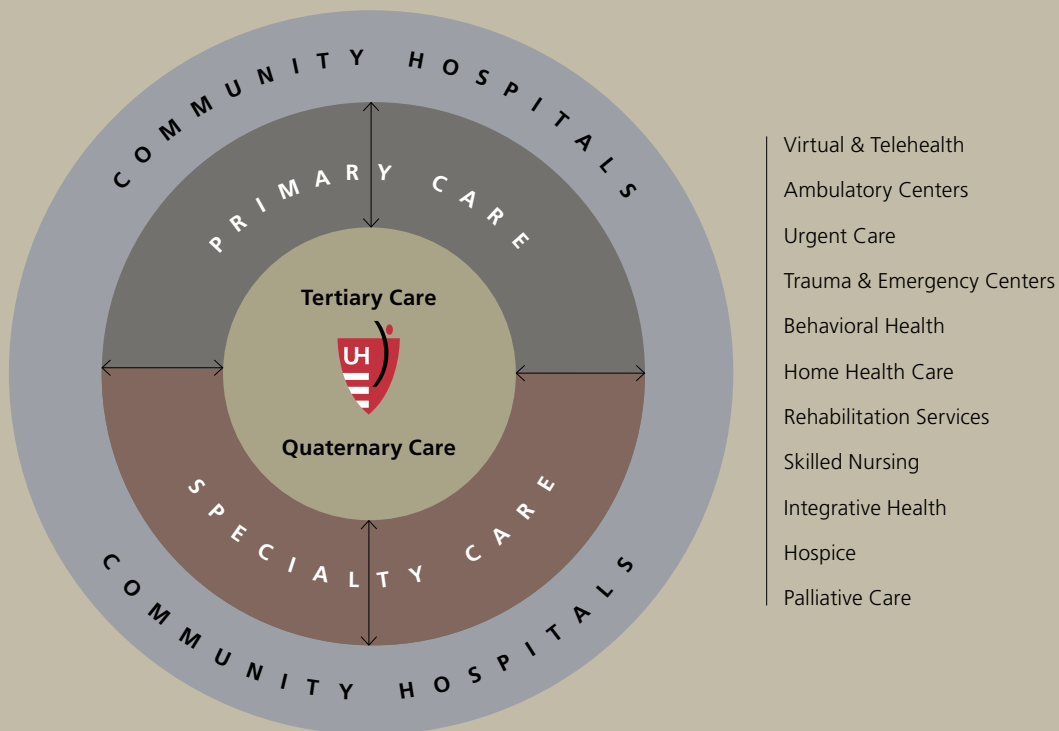 COMMUNITY HOSPITALS
PRIMARY CARE
Tertiary Care
UH
Quaternary Care
SPECIALTY CARE
COMMUNITY HOSPITALS
Virtual & Telehealth
Ambulatory Centers
Urgent Care
Trauma & Emergency Centers
Behavioral Health
Home Health Care
Rehabilitation Services
Skilled Nursing
Integrative Health
Hospice
Palliative Care